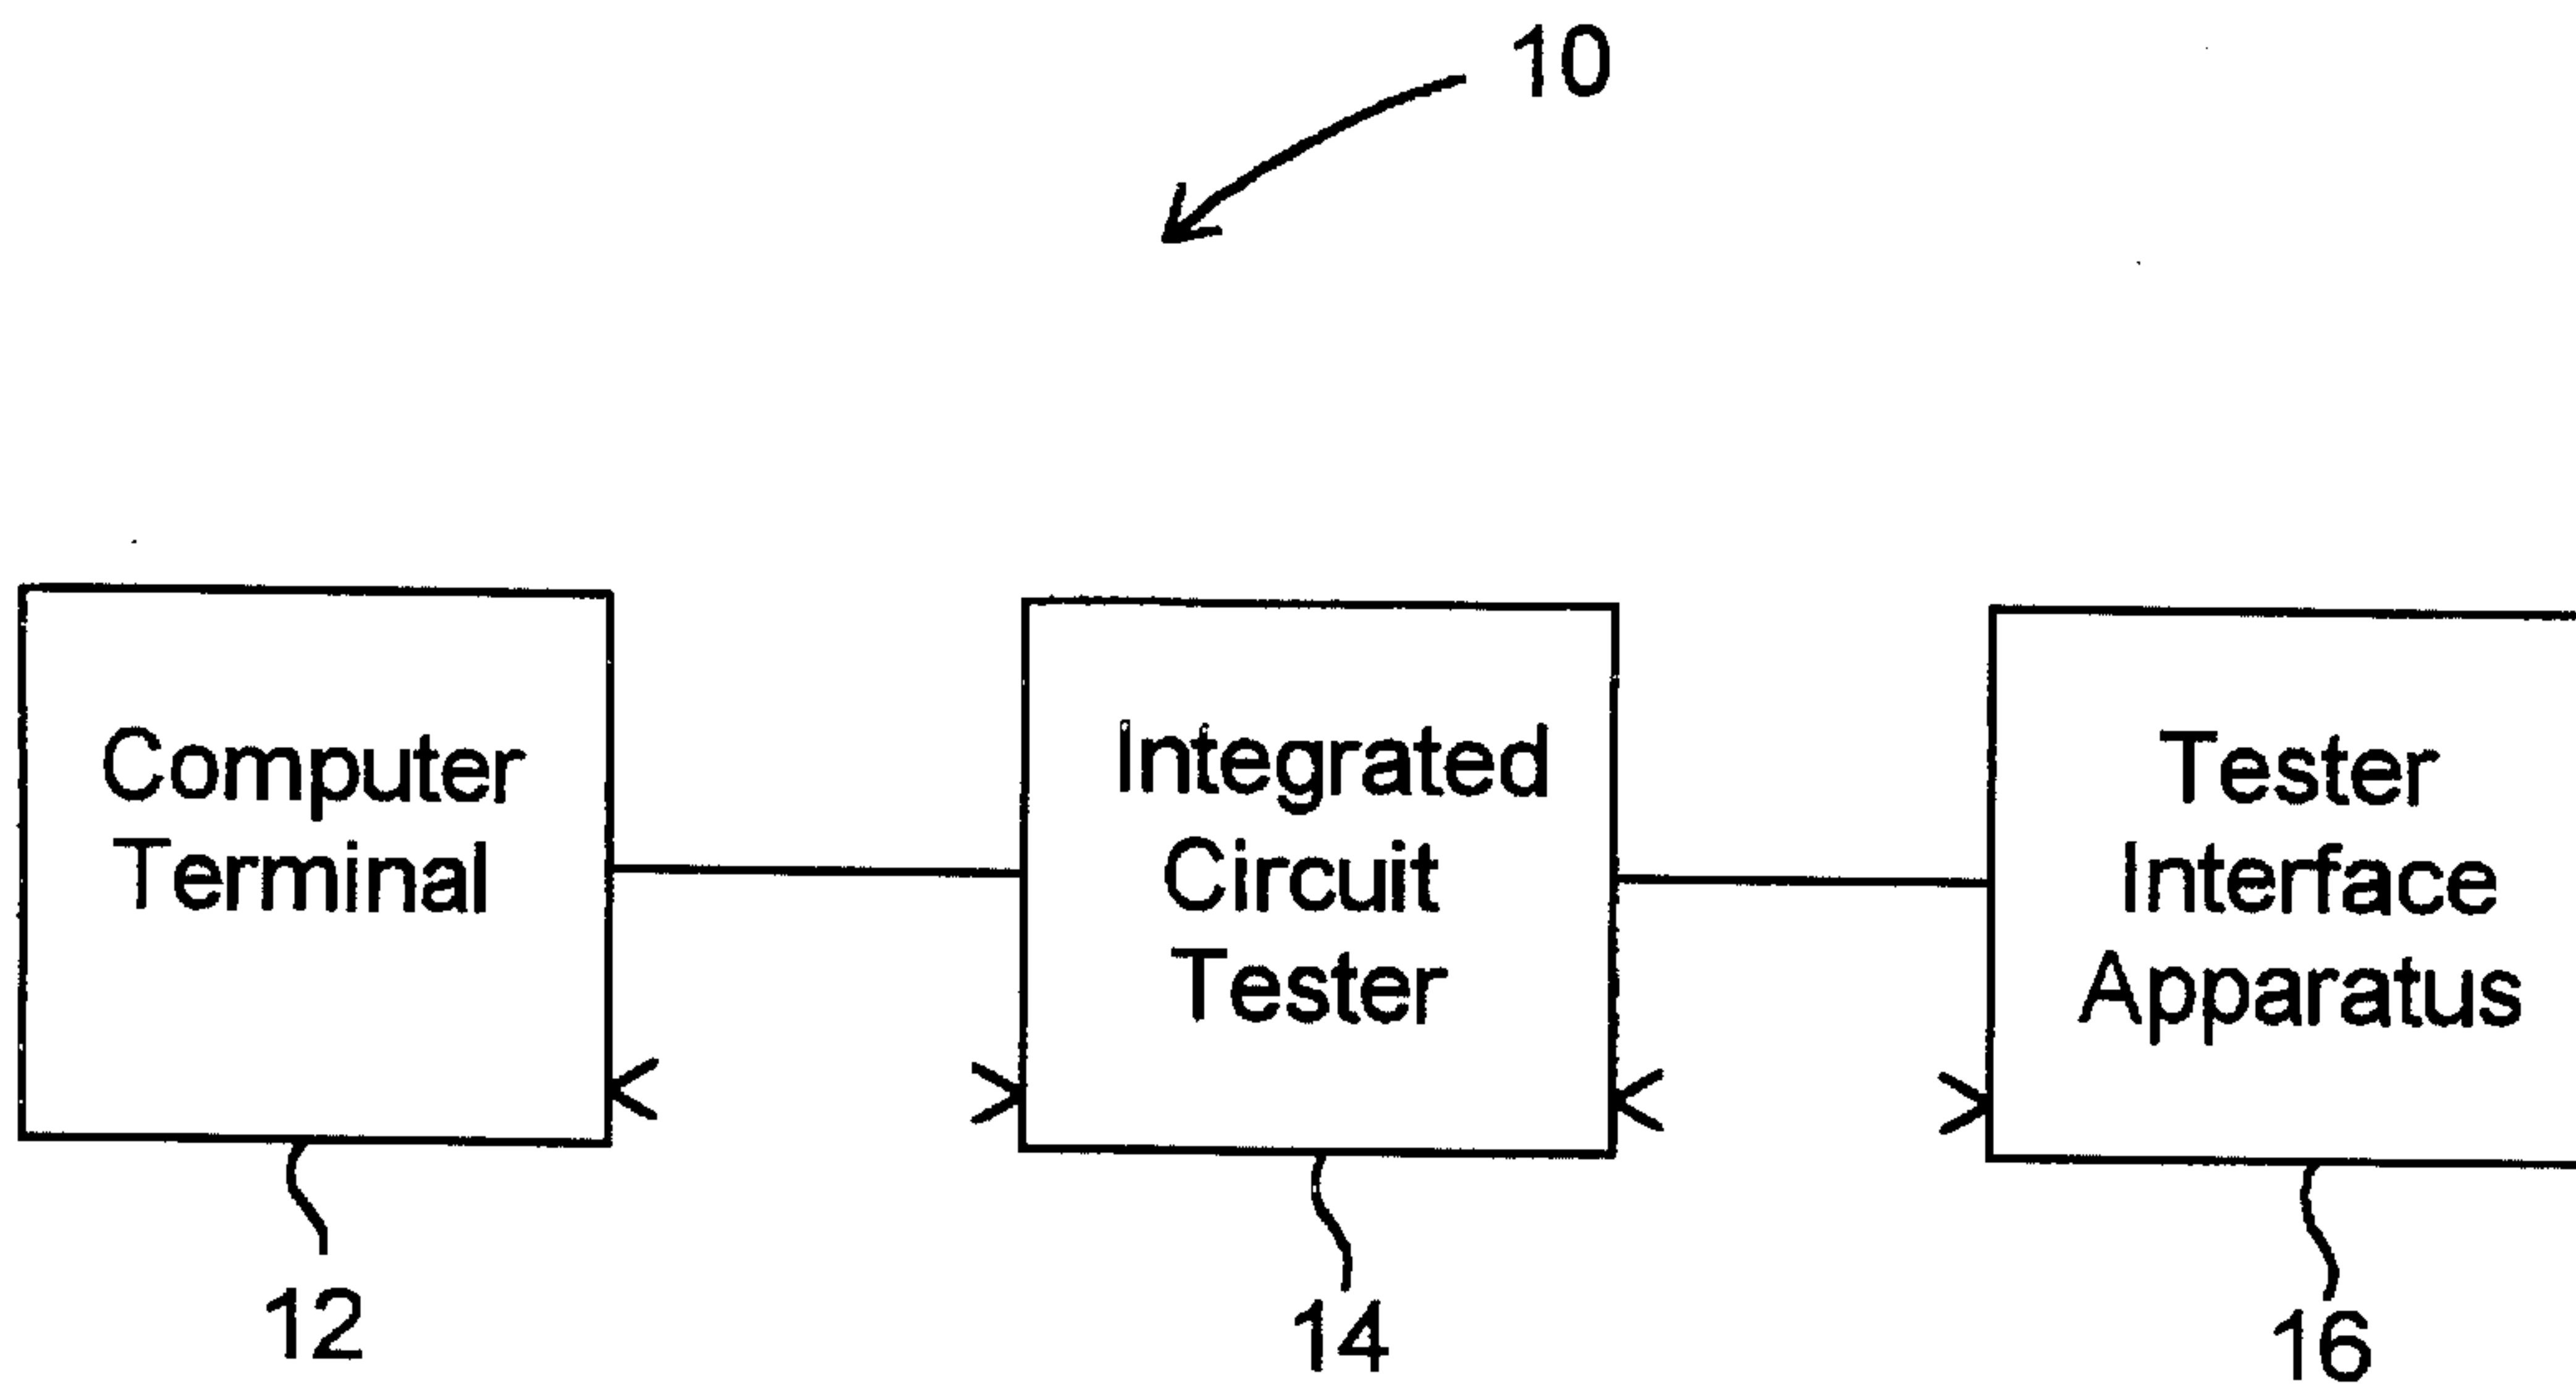 10
Computer
Terminal
Integrated
Circuit
Tester
Tester
Interface
Apparatus
12
14
16